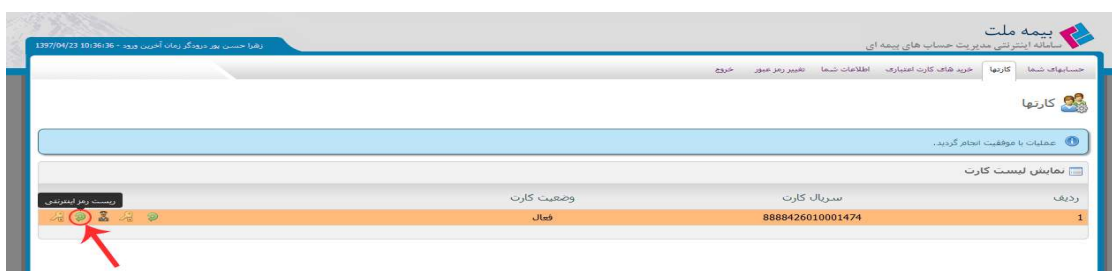 بیمه ملت
سامانه اینترنتی مدیریت حساب های بیمه ای
زهرا حسن پور درودگر زمان آخرین ورود - 10:36:36 1397/04/23
حسابهای شما کارتها خرید های کارت اعتباری اطلاعات شما تغییر رمز عبور خروج
کارتها
عملیات با موفقیت انجام گردید.
نمایش لیست کارت
ردیف سریال کارت وضعیت کارت
ریست رمز اینترنتی
1 8888426010001474 فعال